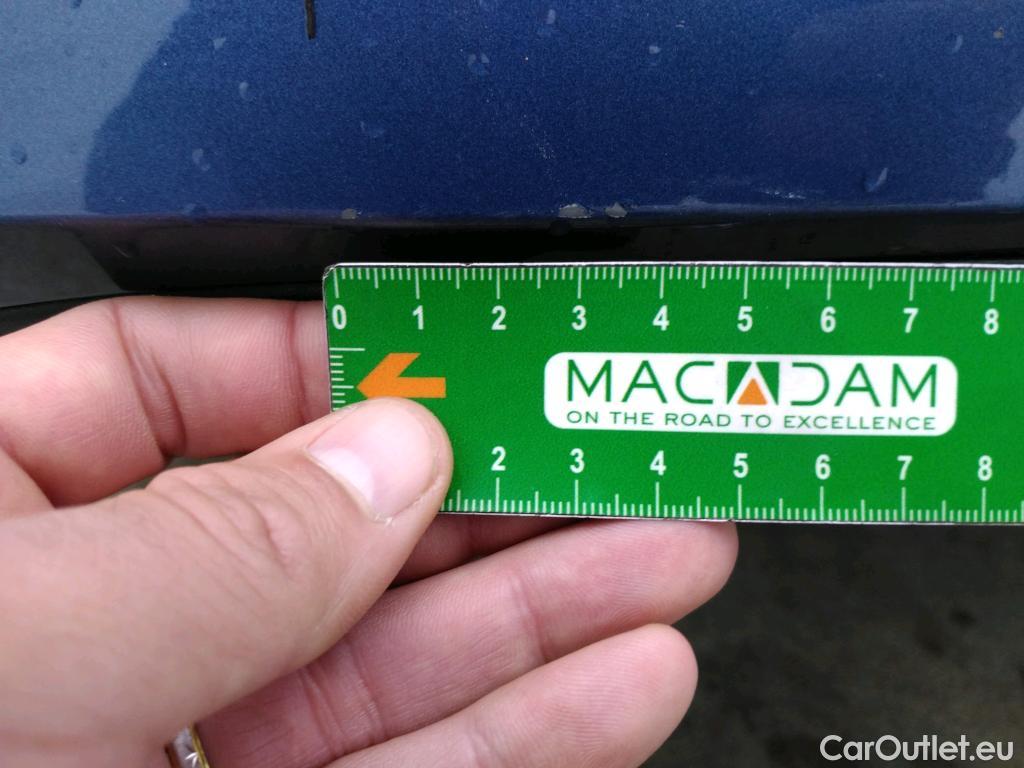 0 1 2 3 4 5 6 7 8
MACADAM
ON THE ROAD TO EXCELLENCE
2 3 4 5 6 7 8
CarOutlet.eu